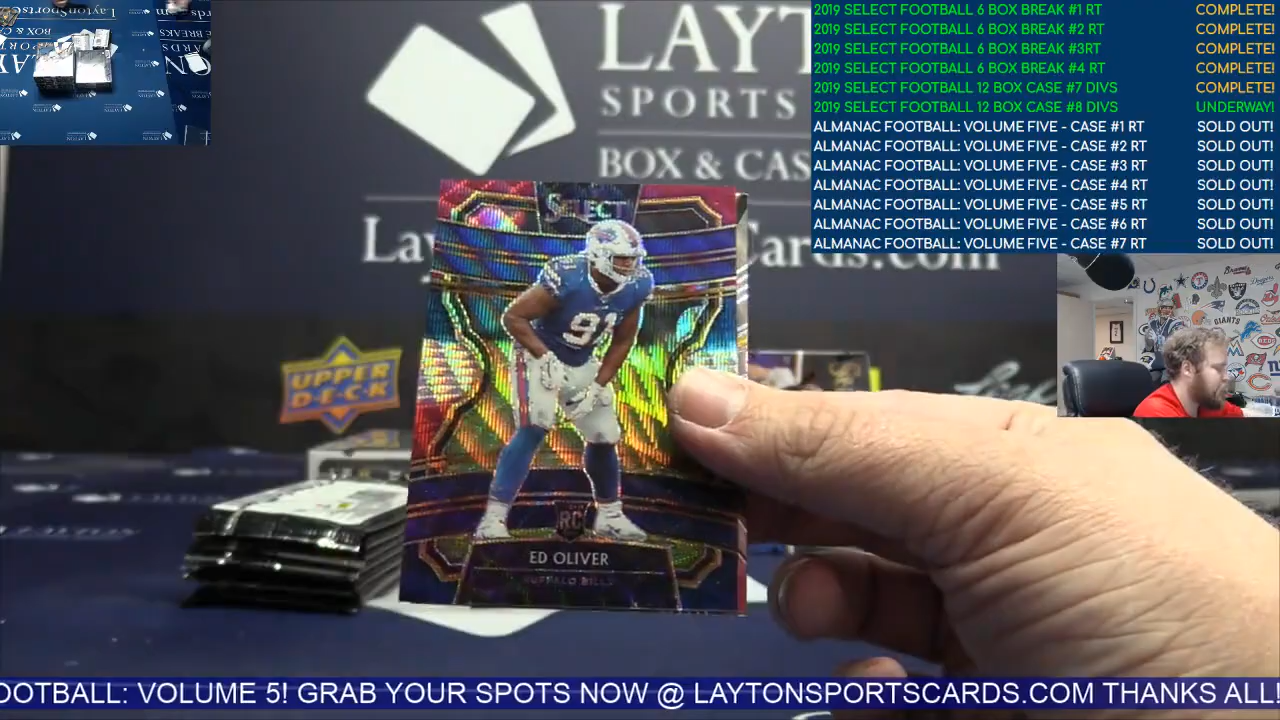 2019 SELECT FOOTBALL 6 BOX BREAK #1 RT COMPLETE!
2019 SELECT FOOTBALL 6 BOX BREAK #2 RT COMPLETE!
2019 SELECT FOOTBALL 6 BOX BREAK #3RT COMPLETE!
2019 SELECT FOOTBALL 6 BOX BREAK #4 RT COMPLETE!
2019 SELECT FOOTBALL 12 BOX CASE #7 DIVS COMPLETE!
2019 SELECT FOOTBALL 12 BOX CASE #8 DIVS UNDERWAY!
ALMANAC FOOTBALL: VOLUME FIVE - CASE #1 RT SOLD OUT!
ALMANAC FOOTBALL: VOLUME FIVE - CASE #2 RT SOLD OUT!
ALMANAC FOOTBALL: VOLUME FIVE - CASE #3 RT SOLD OUT!
ALMANAC FOOTBALL: VOLUME FIVE - CASE #4 RT SOLD OUT!
ALMANAC FOOTBALL: VOLUME FIVE - CASE #5 RT SOLD OUT!
ALMANAC FOOTBALL: VOLUME FIVE - CASE #6 RT SOLD OUT!
ALMANAC FOOTBALL: VOLUME FIVE - CASE #7 RT SOLD OUT!
LAYT
SPORTS
BOX & CAS
Lay Cards.com
SELECT
91
RC
ED OLIVER
BUFFALO BILLS
UPPER
DECK
GIANTS
OOTBALL: VOLUME 5! GRAB YOUR SPOTS NOW @ LAYTONSPORTSCARDS.COM THANKS ALL!